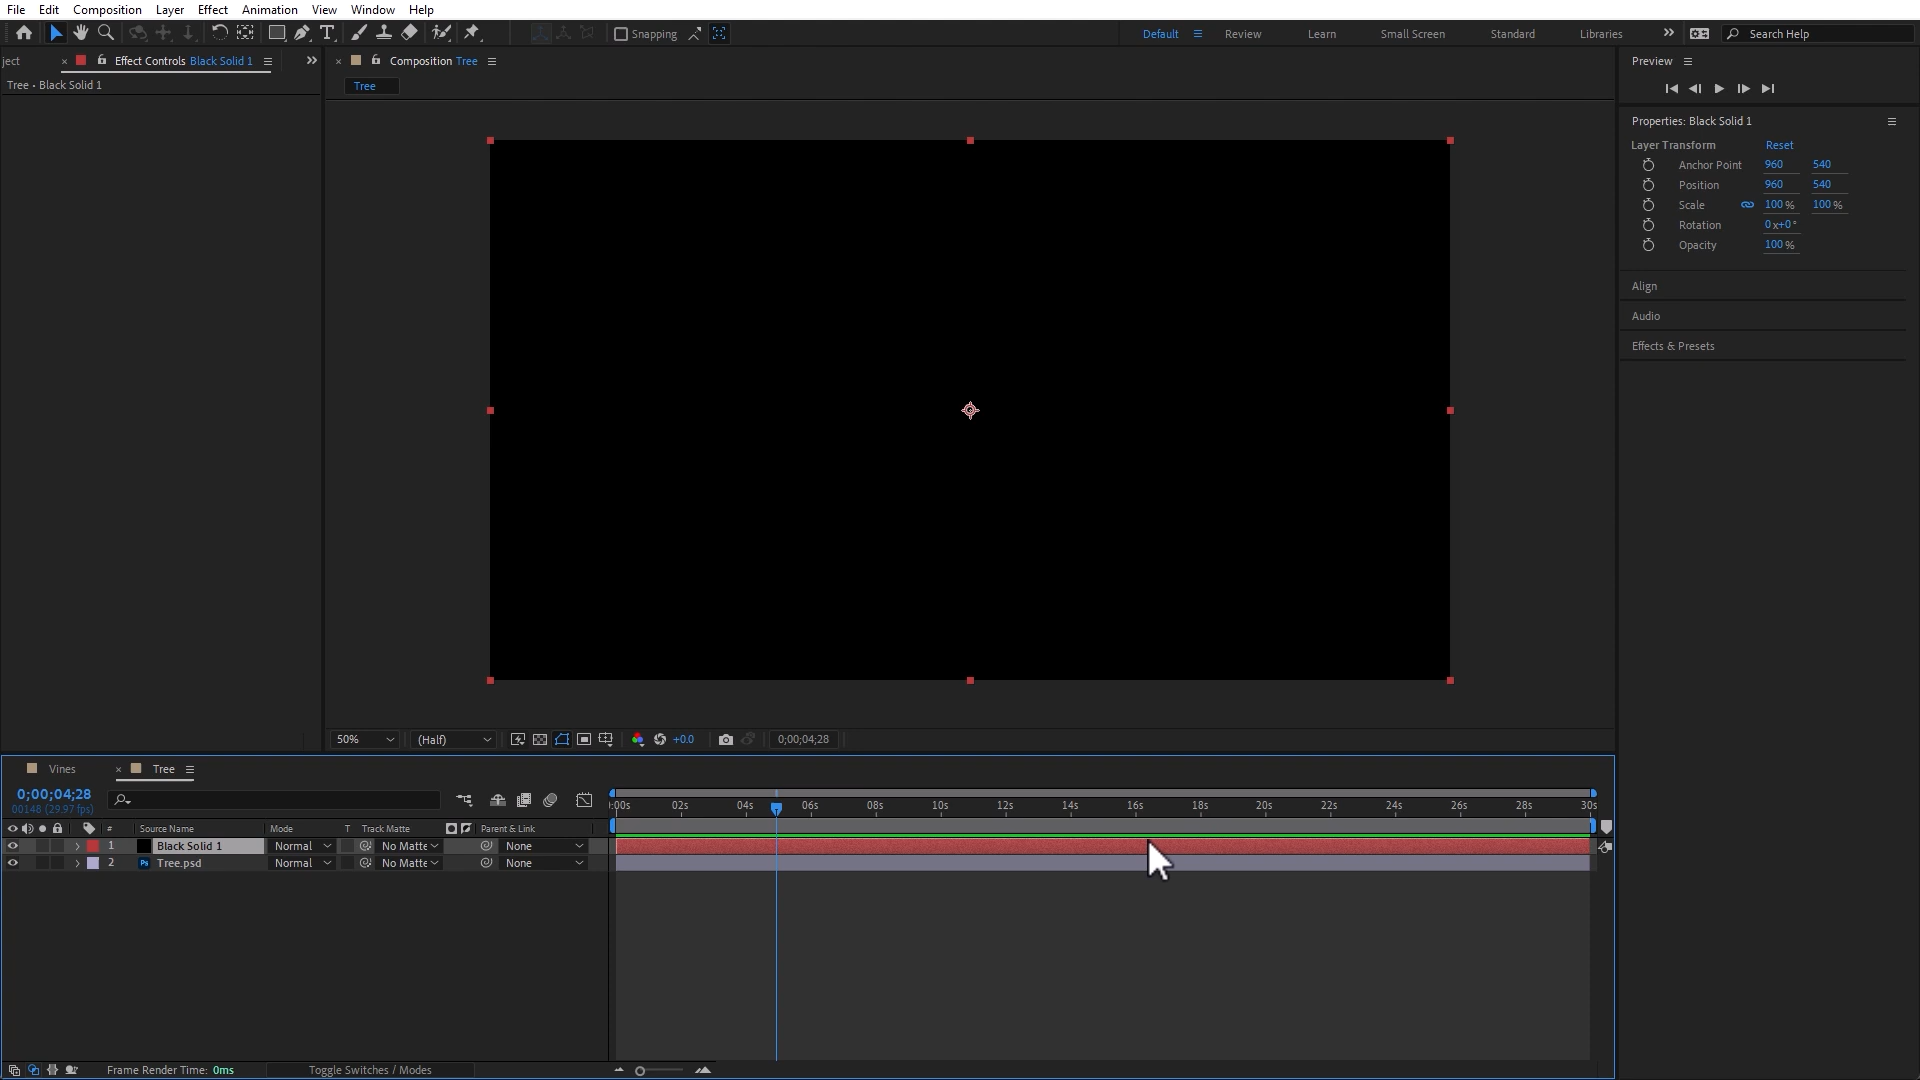 File Edit Composition Layer Effect Animation View Window Help
Snapping Default Review Learn Small Screen Standard Libraries Search Help
ject Effect Controls Black Solid 1
Tree • Black Solid 1
Composition Tree
Tree
Preview
Properties: Black Solid 1
Layer Transform Reset
Anchor Point 960 540
Position 960 540
Scale 100 % 100 %
Rotation 0x+0°
Opacity 100 %
Align
Audio
Effects & Presets
50% (Half) +0.0 0;00;04;28
Vines Tree
0;00;04;28
00148 (29.97 fps)
):00s 02s 04s 06s 08s 10s 12s 14s 16s 18s 20s 22s 24s 26s 28s 30s
# Source Name Mode T Track Matte Parent & Link
1 Black Solid 1 Normal No Matte None
2 Ps Tree.psd Normal No Matte None
Frame Render Time: 0ms Toggle Switches / Modes